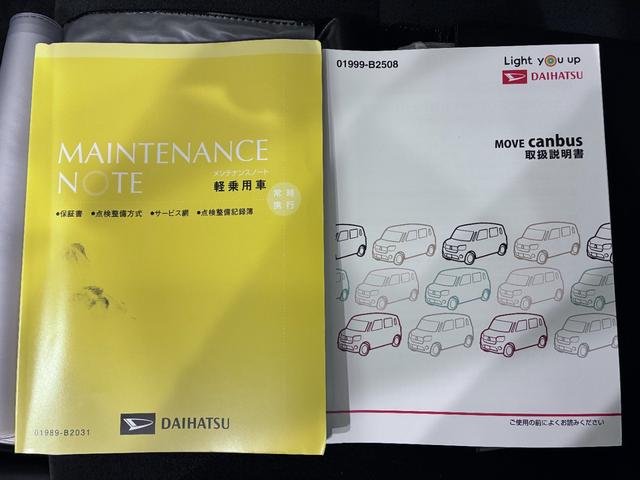 MAINTENANCE
NOTE
メンテナンスノート
軽乗用車
常時
携行
●保証書 ●点検整備方式 ●サービス網 ●点検整備記録簿
DAIHATSU
01989-B2031
01999-B2508
Light you up
DAIHATSU
MOVE canbus
取扱説明書
ご使用の前によくお読みください